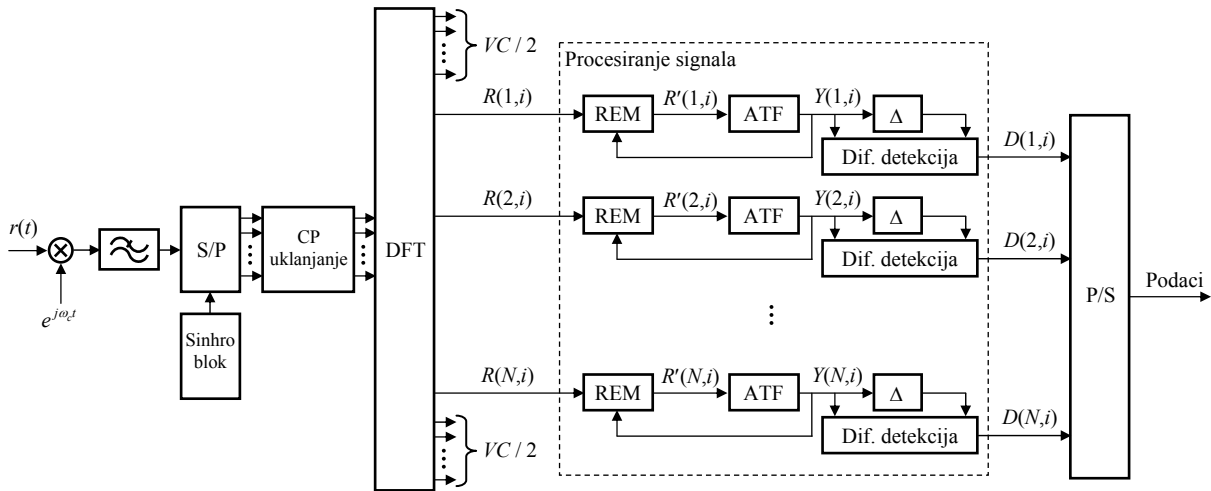 VC / 2
Procesiranje signala
R(1,i)
REM
R′(1,i)
ATF
Y(1,i)
Δ
Dif. detekcija
D(1,i)
R(2,i)
REM
R′(2,i)
ATF
Y(2,i)
Δ
Dif. detekcija
D(2,i)
r(t)
S/P
CP
uklanjanje
DFT
P/S
Podaci
e^{jω_c t}
Sinhro
blok
R(N,i)
REM
R′(N,i)
ATF
Y(N,i)
Δ
Dif. detekcija
D(N,i)
VC / 2